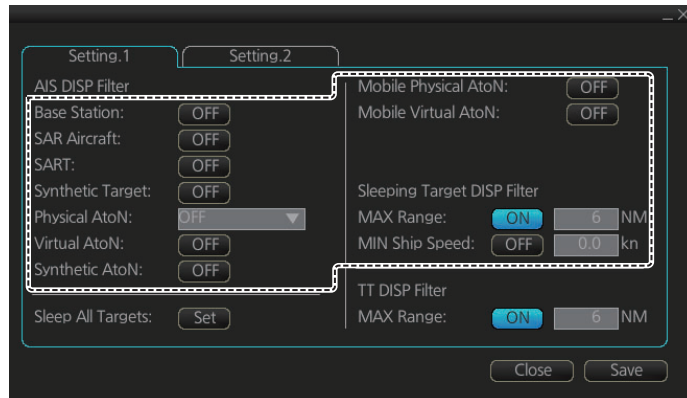 Setting.1
Setting.2
AIS DISP Filter
Base Station: OFF
SAR Aircraft: OFF
SART: OFF
Synthetic Target: OFF
Physical AtoN: OFF
Virtual AtoN: OFF
Synthetic AtoN: OFF
Sleep All Targets: Set
Mobile Physical AtoN: OFF
Mobile Virtual AtoN: OFF
Sleeping Target DISP Filter
MAX Range: ON 6 NM
MIN Ship Speed: OFF 0.0 kn
TT DISP Filter
MAX Range: ON 6 NM
Close Save